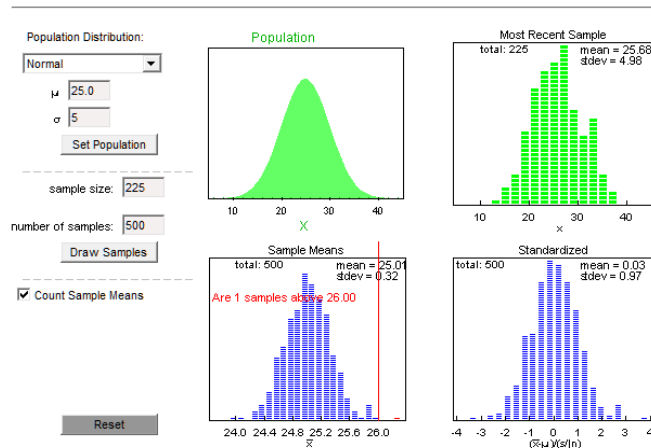 Population Distribution:
Normal
μ 25.0
σ 5
Set Population
sample size: 225
number of samples: 500
Draw Samples
Count Sample Means
Reset
Population
10 20 30 40
X
Most Recent Sample
total: 225 mean = 25.68
stdev = 4.98
10 20 30 40
x
Sample Means
total: 500 mean = 25.01
stdev = 0.32
Are 1 samples above 26.00
24.0 24.4 24.8 25.2 25.6 26.0
x̅
Standardized
total: 500 mean = 0.03
stdev = 0.97
-4 -3 -2 -1 0 1 2 3 4
(x̅-μ)/(s/√n)